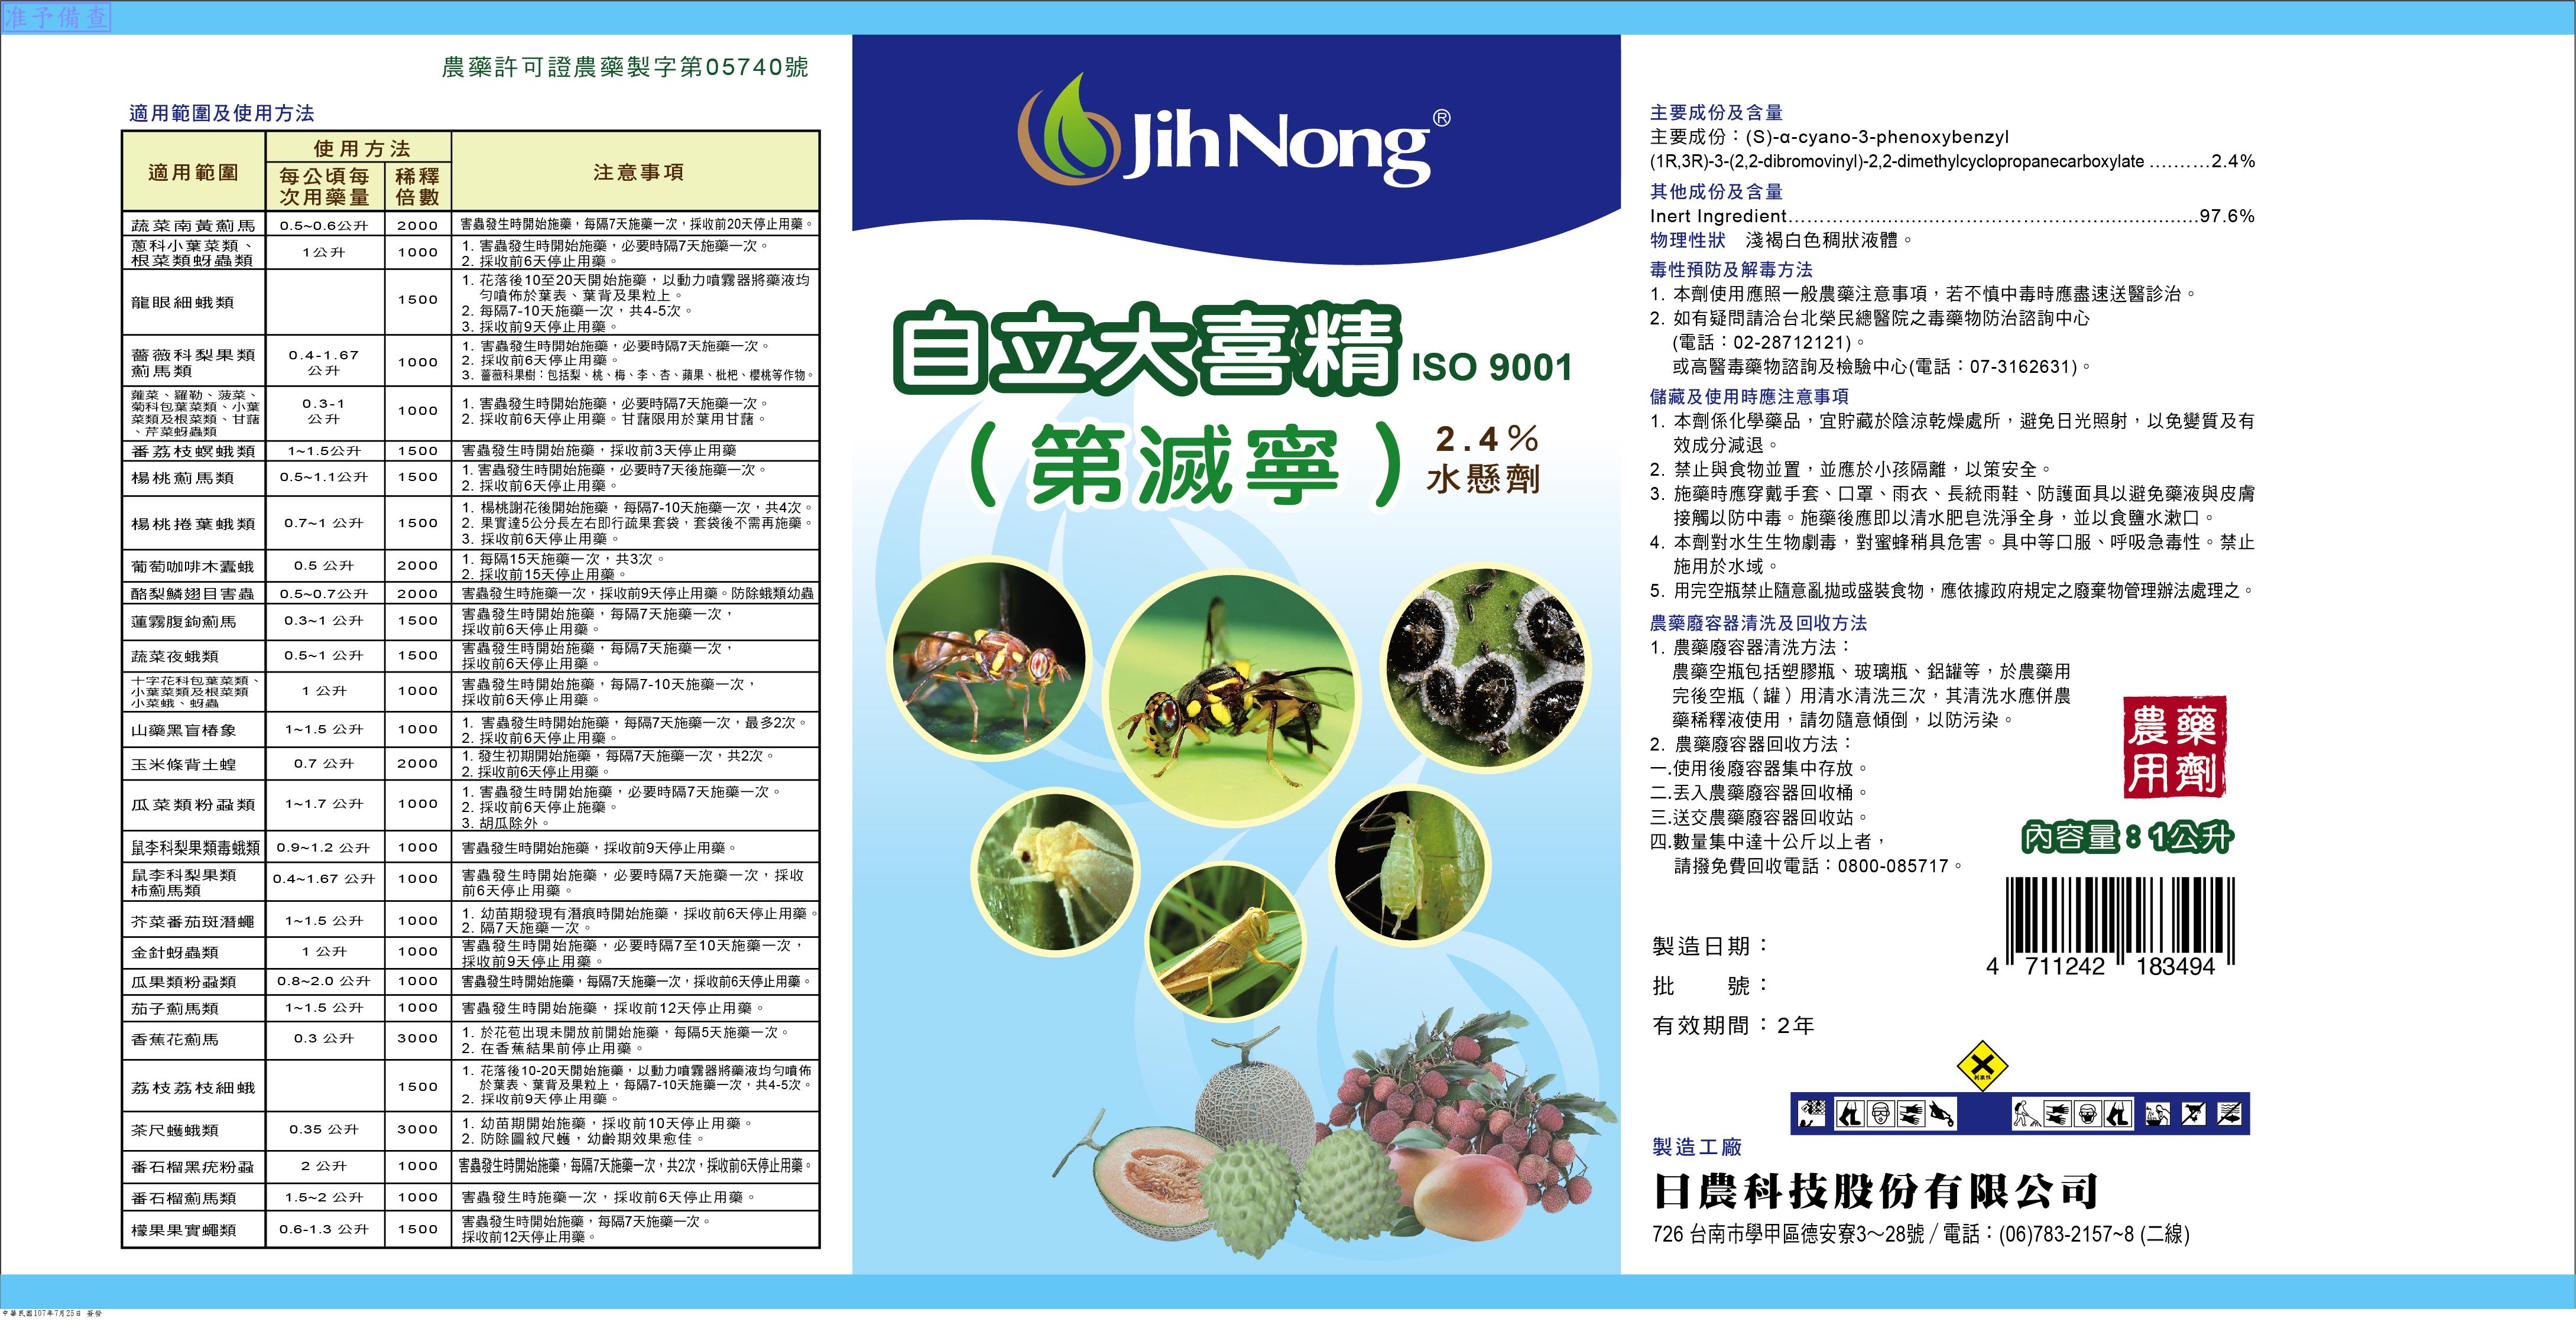 准予備查
農藥許可證農藥製字第05740號
適用範圍及使用方法
適用範圍
使用方法
每公頃每
次用藥量
稀釋
倍數
注意事項
蔬菜南黃薊馬 0.5~0.6公升 2000 害蟲發生時開始施藥，每隔7天施藥一次，採收前20天停止用藥。
蔥科小葉菜類、
根菜類蚜蟲類
1公升 1000
1. 害蟲發生時開始施藥，必要時隔7天施藥一次。
2. 採收前6天停止用藥。
龍眼細蛾類 1500
1. 花落後10至20天開始施藥，以動力噴霧器將藥液均
勻噴佈於葉表、葉背及果粒上。
2. 每隔7-10天施藥一次，共4-5次。
3. 採收前9天停止用藥。
薔薇科梨果類
薊馬類
0.4-1.67
公升
1000
1. 害蟲發生時開始施藥，必要時隔7天施藥一次。
2. 採收前6天停止用藥。
3. 薔薇科果樹：包括梨、桃、梅、李、杏、蘋果、枇杷、櫻桃等作物。
蕹菜、羅勒、菠菜、
菊科包葉菜類、小葉
菜類及根菜類、甘藷
、芹菜蚜蟲類
0.3-1
公升
1000
1. 害蟲發生時開始施藥，必要時隔7天施藥一次。
2. 採收前6天停止用藥。甘藷限用於葉用甘藷。
番荔枝螟蛾類 1~1.5公升 1500 害蟲發生時開始施藥，採收前3天停止用藥
楊桃薊馬類 0.5~1.1公升 1500
1. 害蟲發生時開始施藥，必要時7天後施藥一次。
2. 採收前6天停止用藥。
楊桃捲葉蛾類 0.7~1 公升 1500
1. 楊桃謝花後開始施藥，每隔7-10天施藥一次，共4次。
2. 果實達5公分長左右即行疏果套袋，套袋後不需再施藥。
3. 採收前6天停止用藥。
葡萄咖啡木蠹蛾 0.5 公升 2000
1. 每隔15天施藥一次，共3次。
2. 採收前15天停止用藥。
酪梨鱗翅目害蟲 0.5~0.7公升 2000 害蟲發生時施藥一次，採收前9天停止用藥。防除蛾類幼蟲
蓮霧腹鉤薊馬 0.3~1 公升 1500
害蟲發生時開始施藥，每隔7天施藥一次，
採收前6天停止用藥。
蔬菜夜蛾類 0.5~1 公升 1500
害蟲發生時開始施藥，每隔7天施藥一次，
採收前6天停止用藥。
十字花科包葉菜類、
小葉菜類及根菜類
小菜蛾、蚜蟲
1 公升 1000
害蟲發生時開始施藥，每隔7-10天施藥一次，
採收前6天停止用藥。
山藥黑盲椿象 1~1.5 公升 1000
1. 害蟲發生時開始施藥，每隔7天施藥一次，最多2次。
2. 採收前6天停止用藥。
玉米條背土蝗 0.7 公升 2000
1. 發生初期開始施藥，每隔7天施藥一次，共2次。
2. 採收前6天停止用藥。
瓜菜類粉蝨類 1~1.7 公升 1000
1. 害蟲發生時開始施藥，必要時隔7天施藥一次。
2. 採收前6天停止施藥。
3. 胡瓜除外。
鼠李科梨果類毒蛾類 0.9~1.2 公升 1000 害蟲發生時開始施藥，採收前9天停止用藥。
鼠李科梨果類
柿薊馬類
0.4~1.67 公升 1000
害蟲發生時開始施藥，必要時隔7天施藥一次，採收
前6天停止用藥。
芥菜番茄斑潛蠅 1~1.5 公升 1000
1. 幼苗期發現有潛痕時開始施藥，採收前6天停止用藥。
2. 隔7天施藥一次。
金針蚜蟲類 1 公升 1000
害蟲發生時開始施藥，必要時隔7至10天施藥一次，
採收前9天停止用藥。
瓜果類粉蝨類 0.8~2.0 公升 1000 害蟲發生時開始施藥，每隔7天施藥一次，採收前6天停止用藥。
茄子薊馬類 1~1.5 公升 1000 害蟲發生時開始施藥，採收前12天停止用藥。
香蕉花薊馬 0.3 公升 3000
1. 於花苞出現未開放前開始施藥，每隔5天施藥一次。
2. 在香蕉結果前停止用藥。
荔枝荔枝細蛾 1500
1. 花落後10-20天開始施藥，以動力噴霧器將藥液均勻噴佈
於葉表、葉背及果粒上，每隔7-10天施藥一次，共4-5次。
2. 採收前9天停止用藥。
茶尺蠖蛾類 0.35 公升 3000
1. 幼苗期開始施藥，採收前10天停止用藥。
2. 防除圖紋尺蠖，幼齡期效果愈佳。
番石榴黑疣粉蝨 2 公升 1000 害蟲發生時開始施藥，每隔7天施藥一次，共2次，採收前6天停止用藥。
番石榴薊馬類 1.5~2 公升 1000 害蟲發生時施藥一次，採收前6天停止用藥。
檬果果實蠅類 0.6-1.3 公升 1500
害蟲發生時開始施藥，每隔7天施藥一次。
採收前12天停止用藥。
中華民國107年7月25日 簽發
JihNong®
自立大喜精 ISO 9001
（第滅寧）
2.4%
水懸劑
主要成份及含量
主要成份：(S)-α-cyano-3-phenoxybenzyl
(1R,3R)-3-(2,2-dibromovinyl)-2,2-dimethylcyclopropanecarboxylate ..........2.4%
其他成份及含量
Inert Ingredient..................................................................97.6%
物理性狀 淺褐白色稠狀液體。
毒性預防及解毒方法
1. 本劑使用應照一般農藥注意事項，若不慎中毒時應盡速送醫診治。
2. 如有疑問請洽台北榮民總醫院之毒藥物防治諮詢中心
(電話：02-28712121)。
或高醫毒藥物諮詢及檢驗中心(電話：07-3162631)。
儲藏及使用時應注意事項
1. 本劑係化學藥品，宜貯藏於陰涼乾燥處所，避免日光照射，以免變質及有
效成分減退。
2. 禁止與食物並置，並應於小孩隔離，以策安全。
3. 施藥時應穿戴手套、口罩、雨衣、長統雨鞋、防護面具以避免藥液與皮膚
接觸以防中毒。施藥後應即以清水肥皂洗淨全身，並以食鹽水漱口。
4. 本劑對水生生物劇毒，對蜜蜂稍具危害。具中等口服、呼吸急毒性。禁止
施用於水域。
5. 用完空瓶禁止隨意亂拋或盛裝食物，應依據政府規定之廢棄物管理辦法處理之。
農藥廢容器清洗及回收方法
1. 農藥廢容器清洗方法：
農藥空瓶包括塑膠瓶、玻璃瓶、鋁罐等，於農藥用
完後空瓶（罐）用清水清洗三次，其清洗水應併農
藥稀釋液使用，請勿隨意傾倒，以防污染。
2. 農藥廢容器回收方法：
一.使用後廢容器集中存放。
二.丟入農藥廢容器回收桶。
三.送交農藥廢容器回收站。
四.數量集中達十公斤以上者，
請撥免費回收電話：0800-085717。
農藥
用劑
內容量：1公升
4 711242 183494
製造日期：
批　　號：
有效期間：2年
刺激性
製造工廠
日農科技股份有限公司
726 台南市學甲區德安寮3～28號／電話：(06)783-2157~8 (二線)